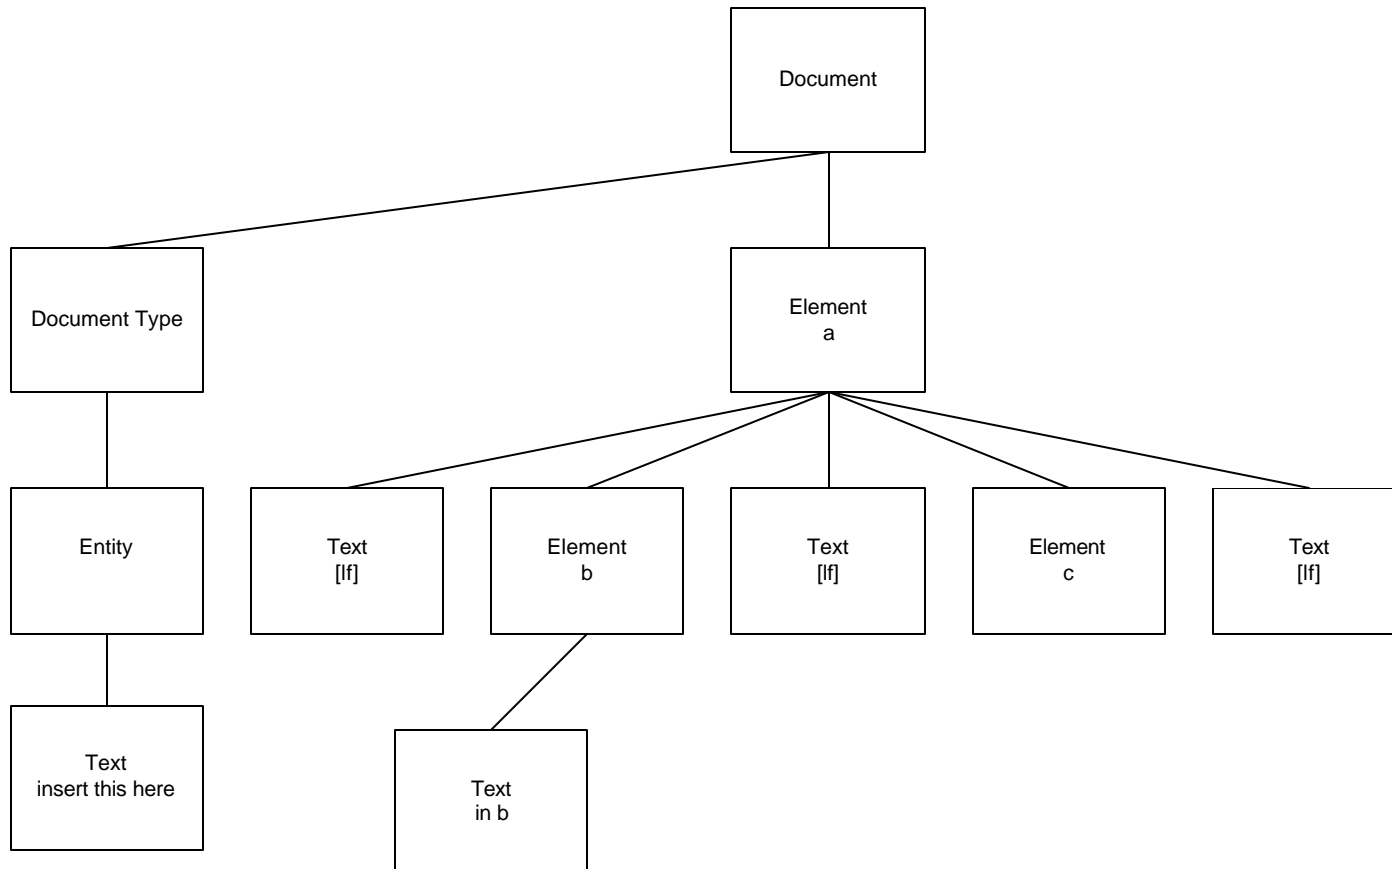 Document
Document Type
Element
a
Entity
Text
[lf]
Element
b
Text
[lf]
Element
c
Text
[lf]
Text
insert this here
Text
in b